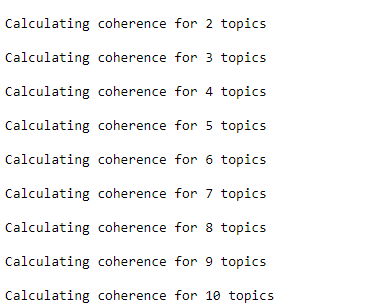 Calculating coherence for 2 topics
Calculating coherence for 3 topics
Calculating coherence for 4 topics
Calculating coherence for 5 topics
Calculating coherence for 6 topics
Calculating coherence for 7 topics
Calculating coherence for 8 topics
Calculating coherence for 9 topics
Calculating coherence for 10 topics